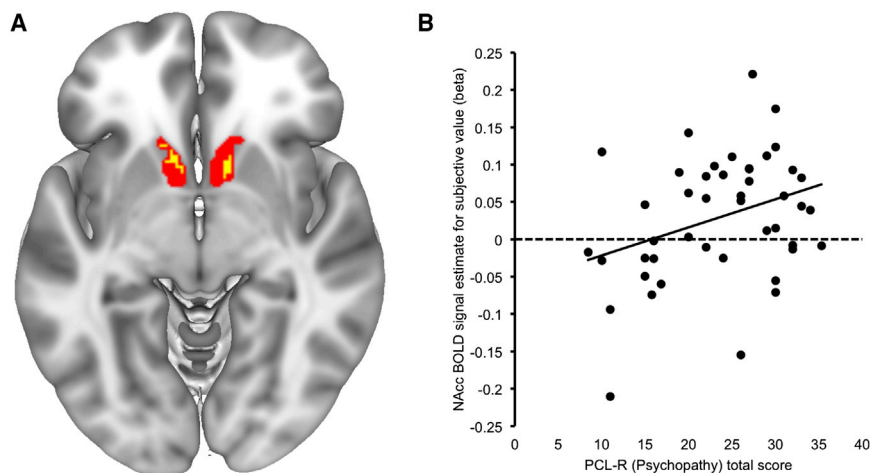 A
B
NAcc BOLD signal estimate for subjective value (beta)
0.25
0.2
0.15
0.1
0.05
0
-0.05
-0.1
-0.15
-0.2
-0.25
0 5 10 15 20 25 30 35 40
PCL-R (Psychopathy) total score